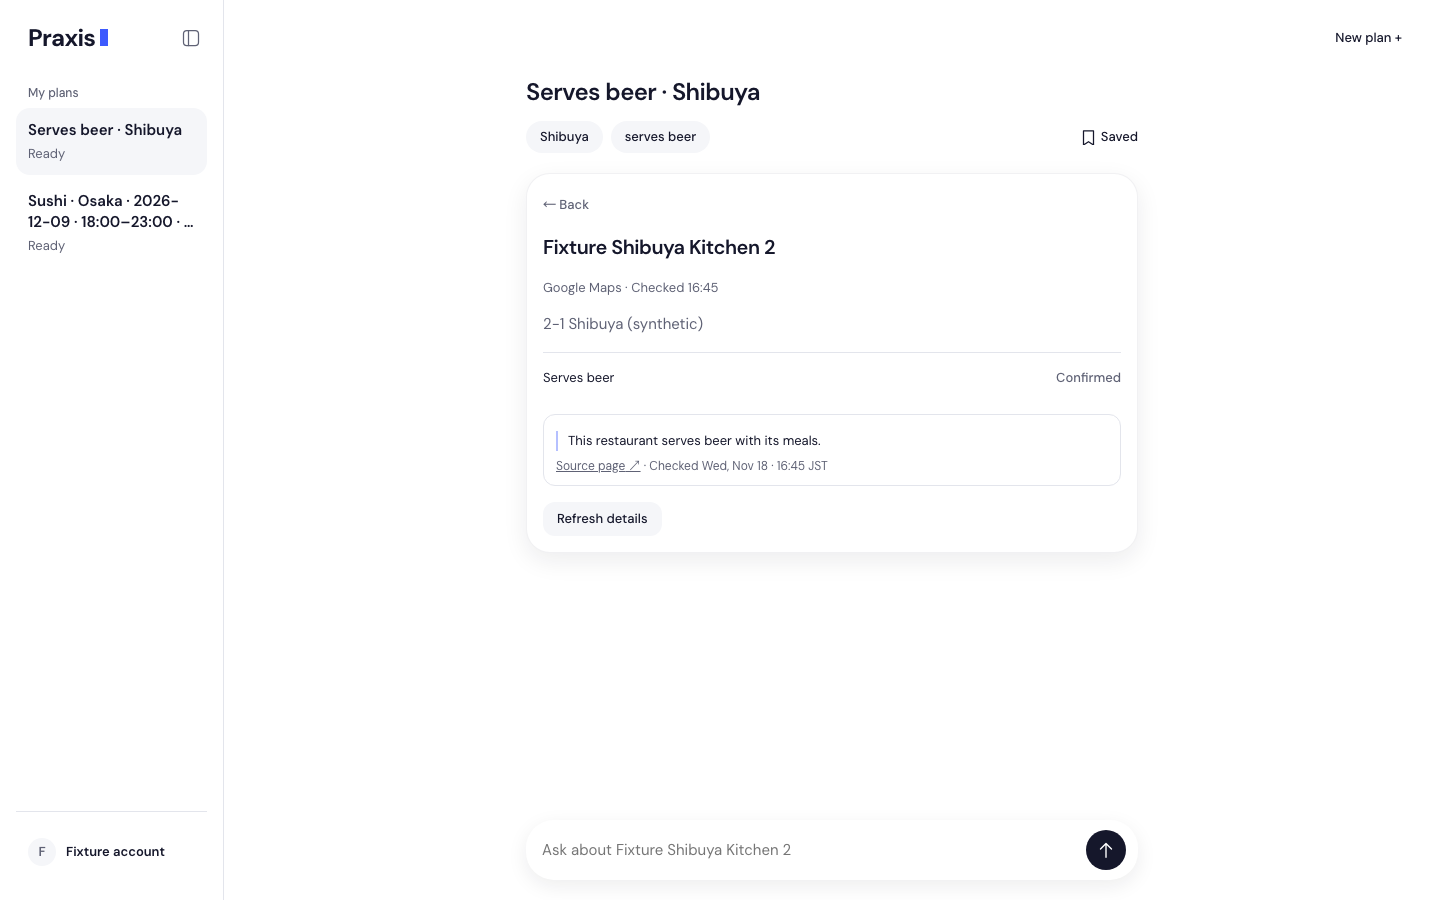 Praxis
New plan +
My plans
Serves beer · Shibuya
Ready
Sushi · Osaka · 2026-
12-09 · 18:00–23:00 · ...
Ready
Fixture account
F
Serves beer · Shibuya
Shibuya
serves beer
Saved
← Back
Fixture Shibuya Kitchen 2
Google Maps · Checked 16:45
2-1 Shibuya (synthetic)
Serves beer
Confirmed
This restaurant serves beer with its meals.
Source page ↗ · Checked Wed, Nov 18 · 16:45 JST
Refresh details
Ask about Fixture Shibuya Kitchen 2